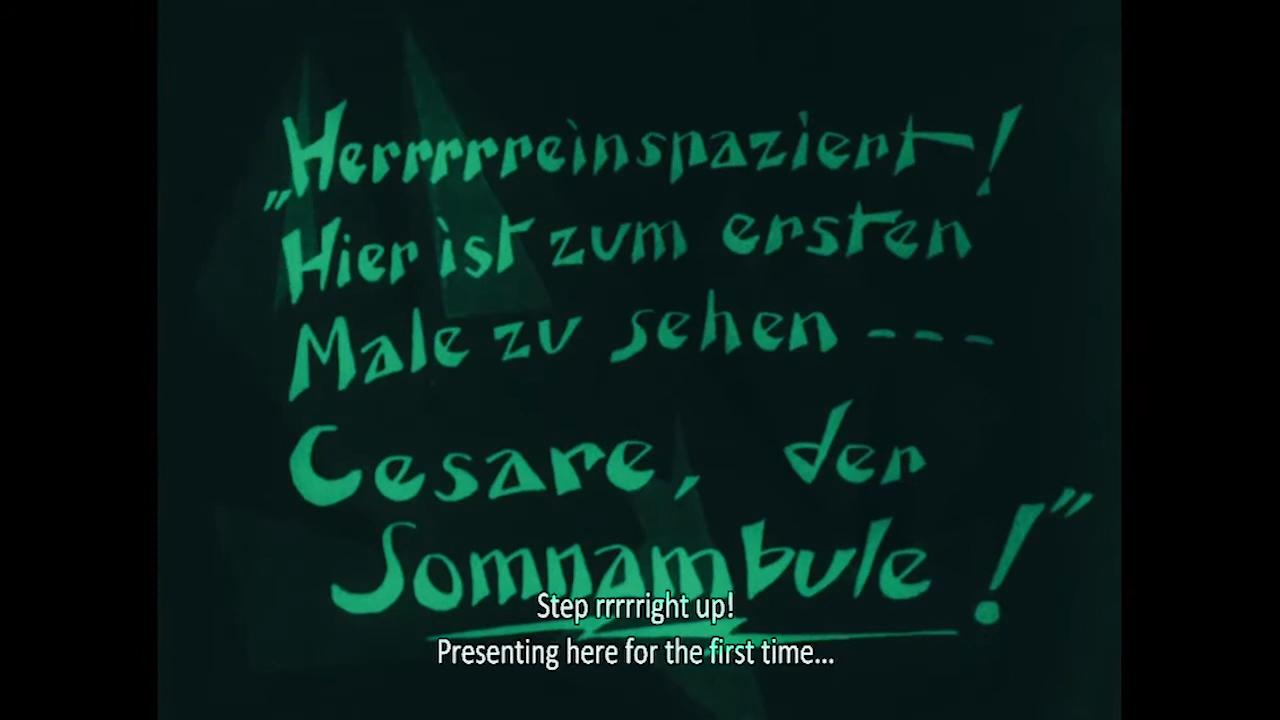 „Herrrrreinspaziert!
Hier ist zum ersten
Male zu sehen ---
Cesare, der
Somnambule!”
Step rrrrright up!
Presenting here for the first time...